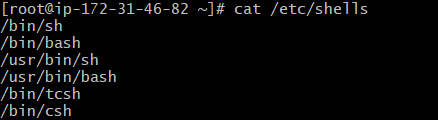 [root@ip-172-31-46-82 ~]# cat /etc/shells
/bin/sh
/bin/bash
/usr/bin/sh
/usr/bin/bash
/bin/tcsh
/bin/csh